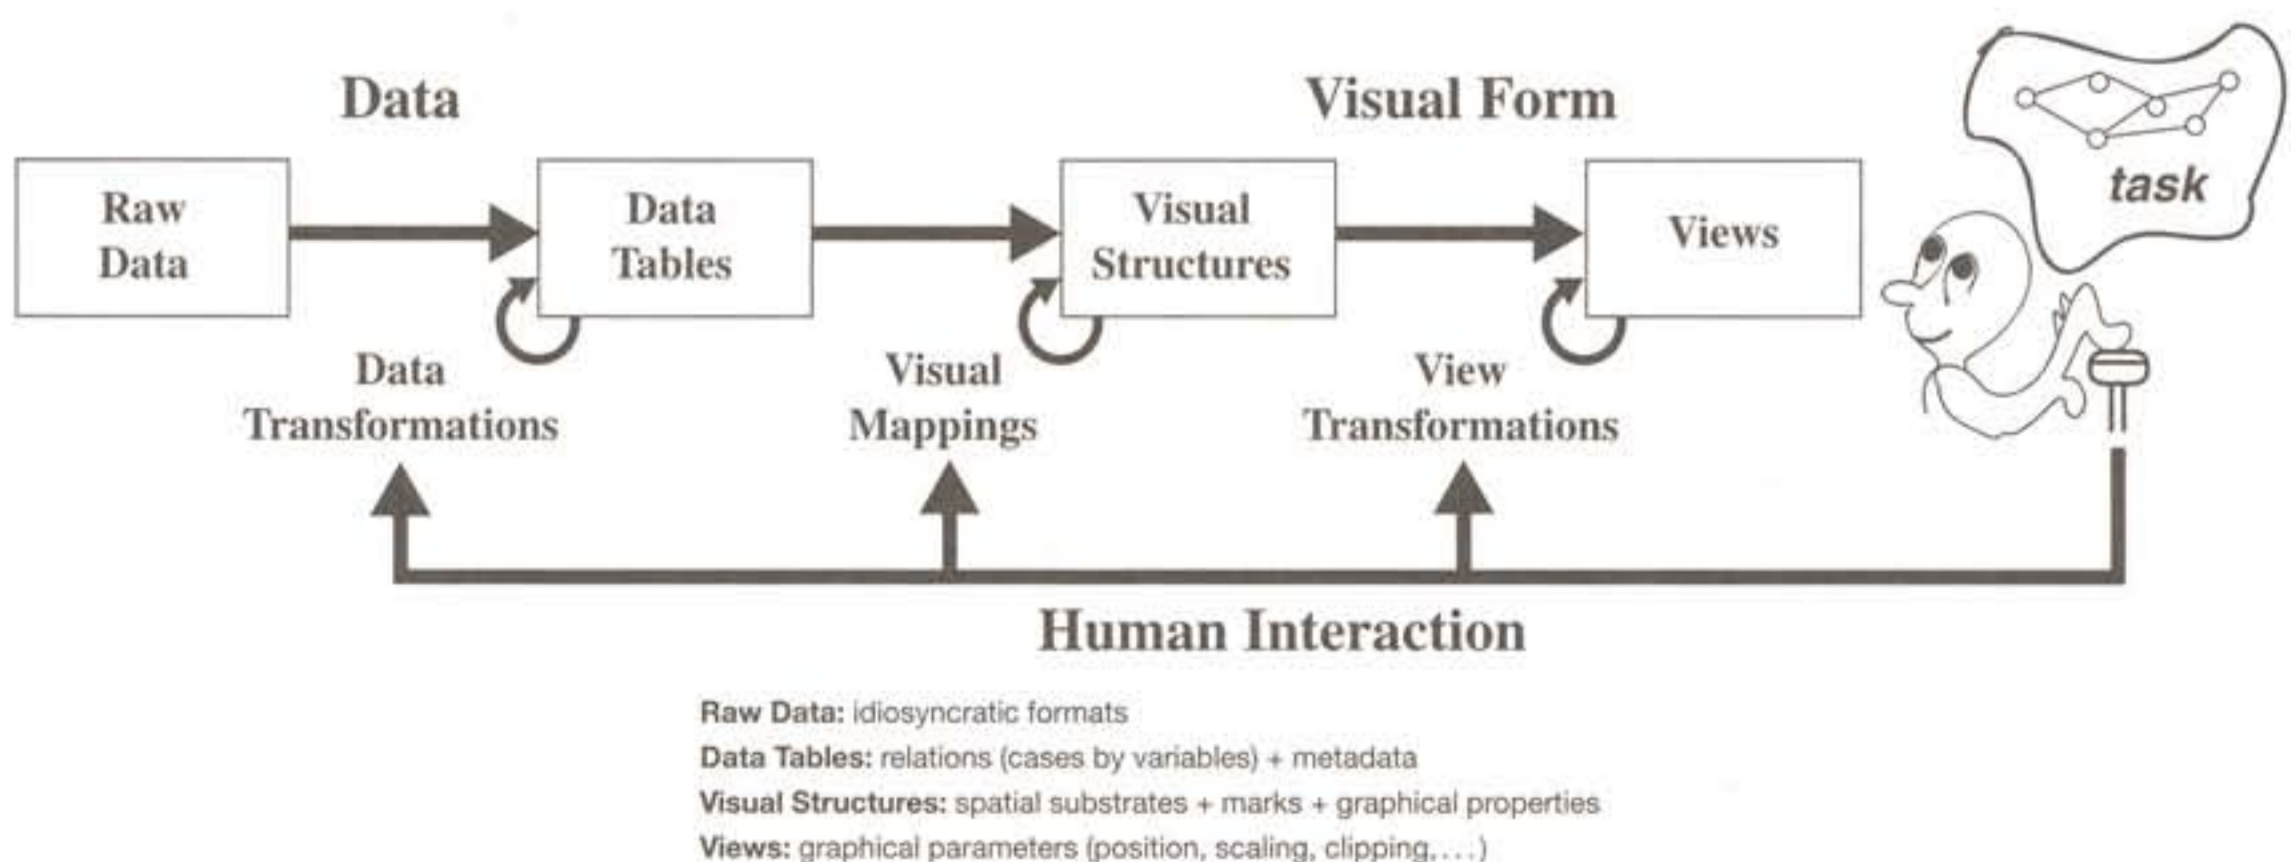 Data
Visual Form
task
Raw
Data
Data
Tables
Visual
Structures
Views
Data
Transformations
Visual
Mappings
View
Transformations
Human Interaction
Raw Data: idiosyncratic formats
Data Tables: relations (cases by variables) + metadata
Visual Structures: spatial substrates + marks + graphical properties
Views: graphical parameters (position, scaling, clipping, . . . )